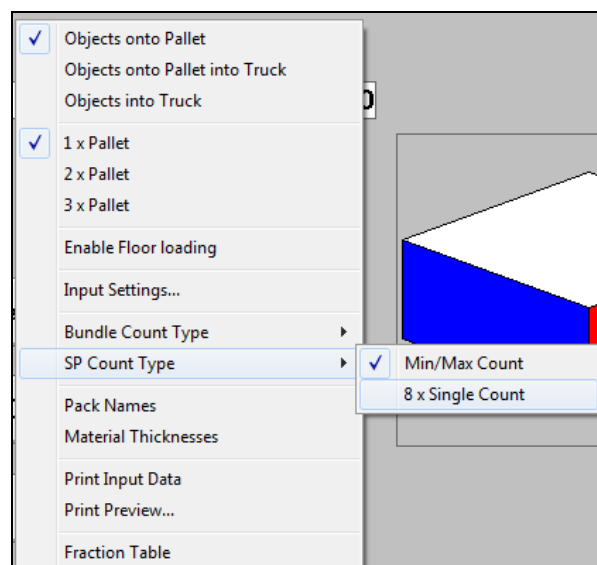 Objects onto Pallet
Objects onto Pallet into Truck
Objects into Truck
1 x Pallet
2 x Pallet
3 x Pallet
Enable Floor loading
Input Settings...
Bundle Count Type
SP Count Type
Min/Max Count
8 x Single Count
Pack Names
Material Thicknesses
Print Input Data
Print Preview...
Fraction Table